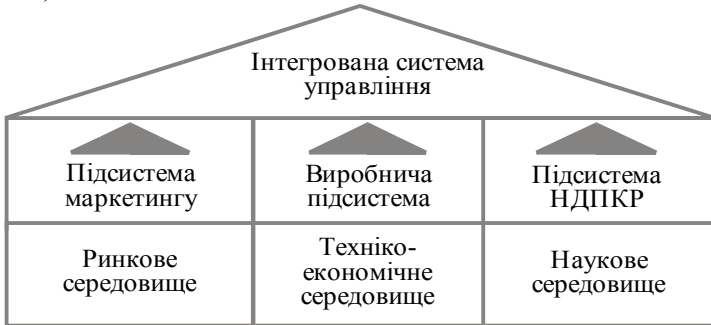 Інтегрована система
управління
Підсистема
маркетингу
Виробнича
підсистема
Підсистема
НДПКР
Ринкове
середовище
Техніко-
економічне
середовище
Наукове
середовище